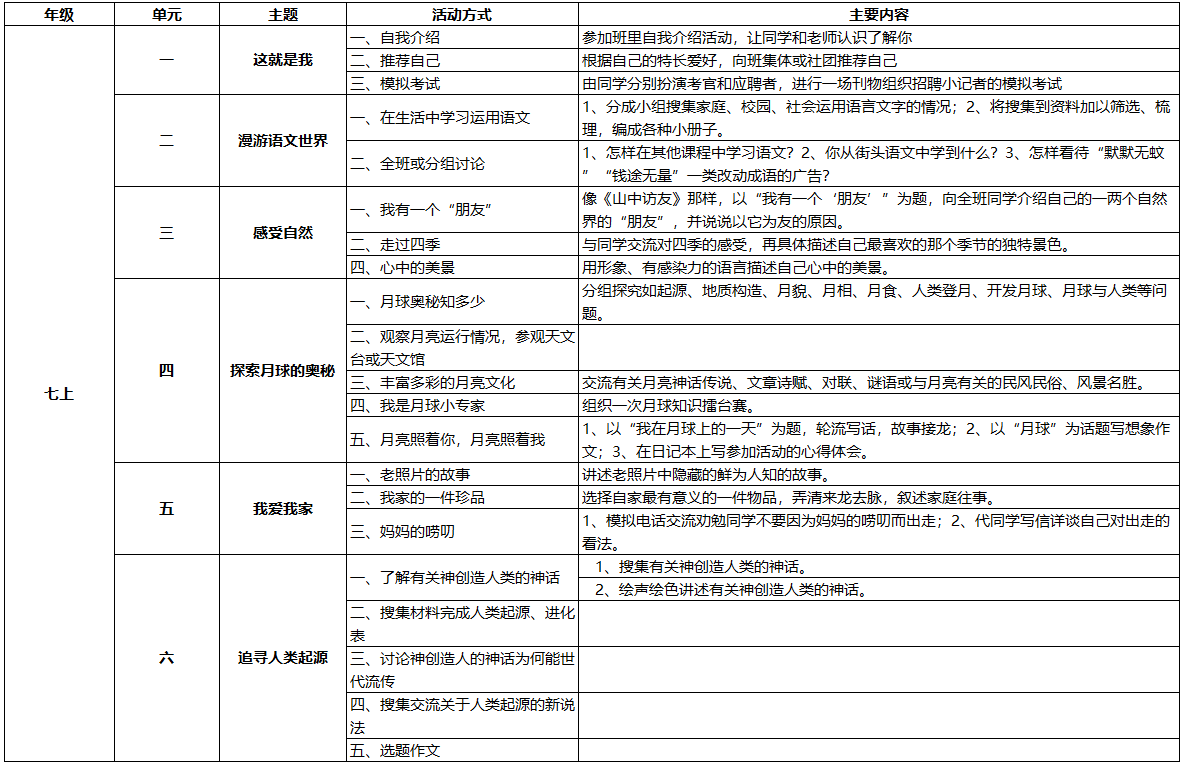 年级 单元 主题 活动方式 主要内容
七上
一
这就是我
一、自我介绍
参加班里自我介绍活动，让同学和老师认识了解你
二、推荐自己
根据自己的特长爱好，向班集体或社团推荐自己
三、模拟考试
由同学分别扮演考官和应聘者，进行一场刊物组织招聘小记者的模拟考试
二
漫游语文世界
一、在生活中学习运用语文
1、分成小组搜集家庭、校园、社会运用语言文字的情况；2、将搜集到资料加以筛选、梳
理，编成各种小册子。
二、全班或分组讨论
1、怎样在其他课程中学习语文？2、你从街头语文中学到什么？3、怎样看待“默默无蚊
”“钱途无量”一类改动成语的广告？
三
感受自然
一、我有一个“朋友”
像《山中访友》那样，以“我有一个‘朋友’”为题，向全班同学介绍自己的一两个自然
界的“朋友”，并说说以它为友的原因。
二、走过四季
与同学交流对四季的感受，再具体描述自己最喜欢的那个季节的独特景色。
四、心中的美景
用形象、有感染力的语言描述自己心中的美景。
四
探索月球的奥秘
一、月球奥秘知多少
分组探究如起源、地质构造、月貌、月相、月食、人类登月、开发月球、月球与人类等问
题。
二、观察月亮运行情况，参观天文
台或天文馆
三、丰富多彩的月亮文化
交流有关月亮神话传说、文章诗赋、对联、谜语或与月亮有关的民风民俗、风景名胜。
四、我是月球小专家
组织一次月球知识擂台赛。
五、月亮照着你，月亮照着我
1、以“我在月球上的一天”为题，轮流写话，故事接龙；2、以“月球”为话题写想象作
文；3、在日记本上写参加活动的心得体会。
五
我爱我家
一、老照片的故事
讲述老照片中隐藏的鲜为人知的故事。
二、我家的一件珍品
选择自家最有意义的一件物品，弄清来龙去脉，叙述家庭往事。
三、妈妈的唠叨
1、模拟电话交流劝勉同学不要因为妈妈的唠叨而出走；2、代同学写信详谈自己对出走的
看法。
六
追寻人类起源
一、了解有关神创造人类的神话
1、搜集有关神创造人类的神话。
2、绘声绘色讲述有关神创造人类的神话。
二、搜集材料完成人类起源、进化
表
三、讨论神创造人的神话为何能世
代流传
四、搜集交流关于人类起源的新说
法
五、选题作文